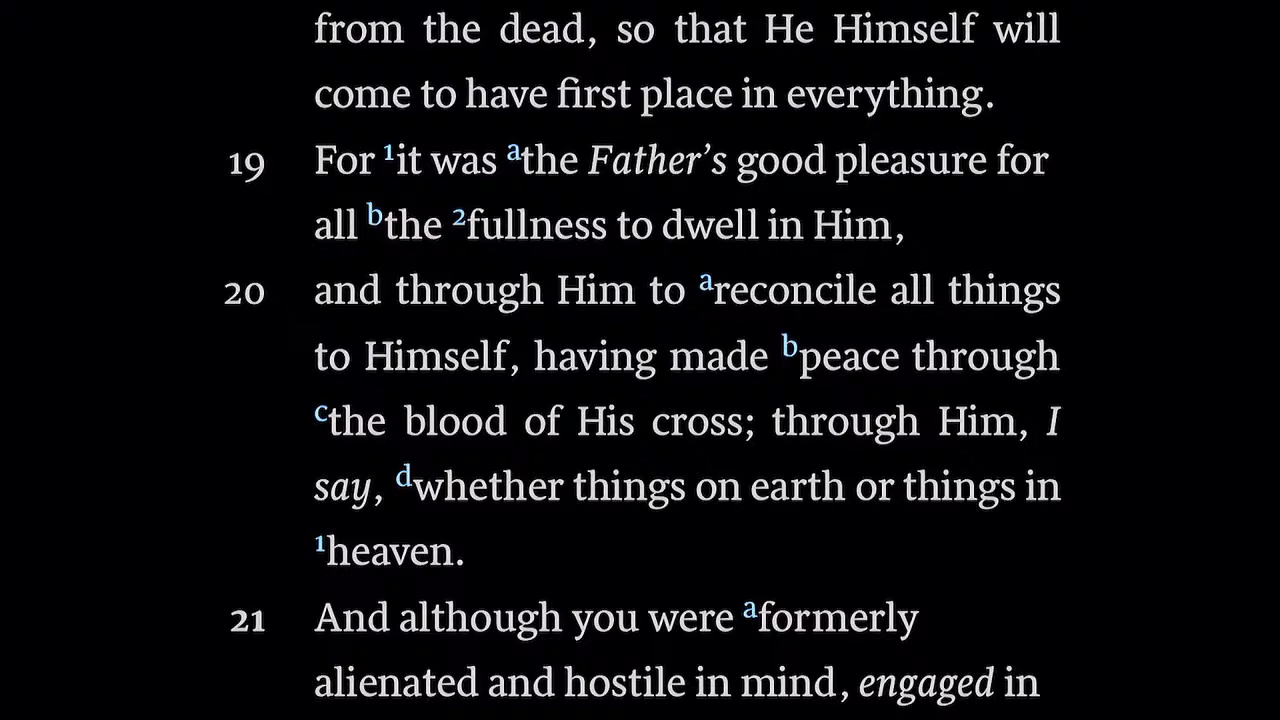 from the dead, so that He Himself will
come to have first place in everything.
19 For 1it was athe Father’s good pleasure for
all bthe 2fullness to dwell in Him,
20 and through Him to areconcile all things
to Himself, having made bpeace through
cthe blood of His cross; through Him, I
say, dwhether things on earth or things in
1heaven.
21 And although you were aformerly
alienated and hostile in mind, engaged in